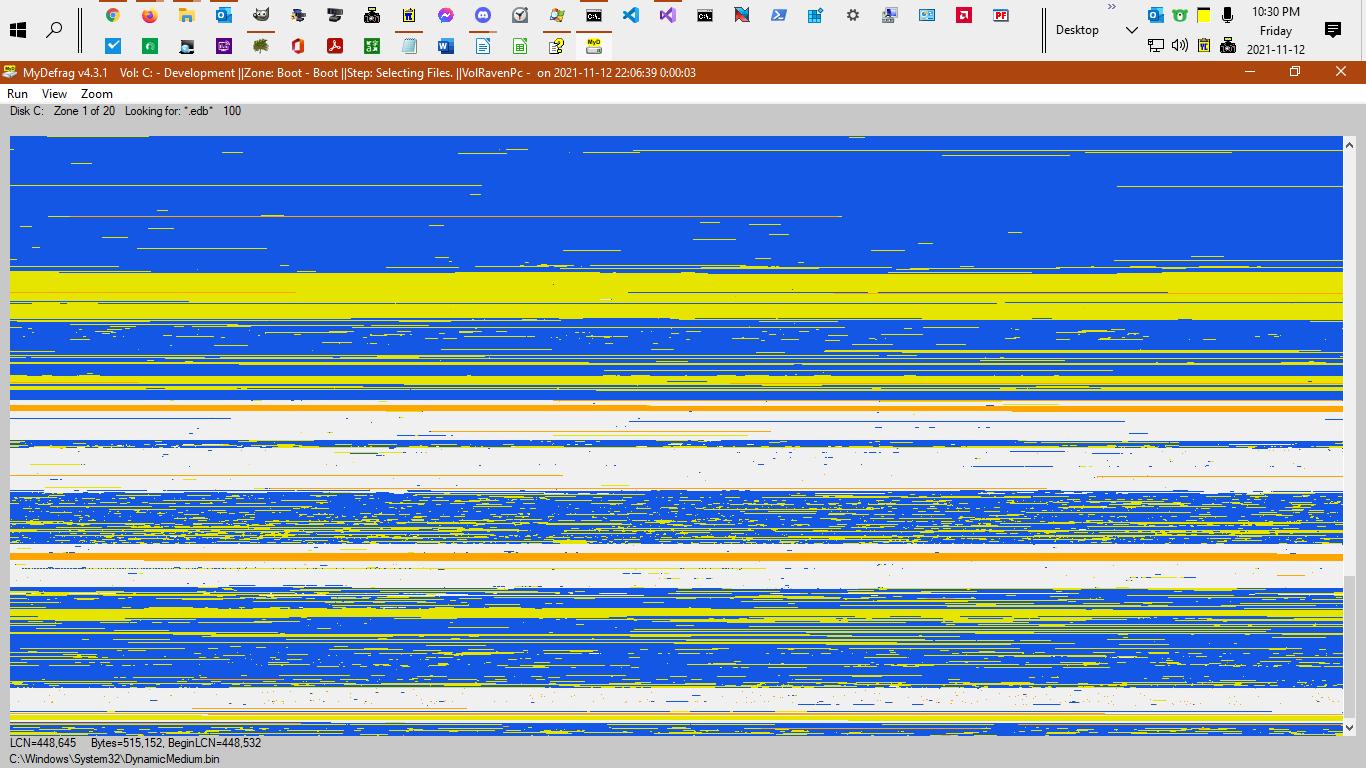 10:30 PM
Friday
2021-11-12
Desktop
MyDefrag v4.3.1 Vol: C: - Development ||Zone: Boot - Boot ||Step: Selecting Files. ||VolRavenPc - on 2021-11-12 22:06:39 0:00:03
Run View Zoom
Disk C: Zone 1 of 20 Looking for: *.edb* 100
LCN=448,645 Bytes=515,152, BeginLCN=448,532
C:\Windows\System32\DynamicMedium.bin